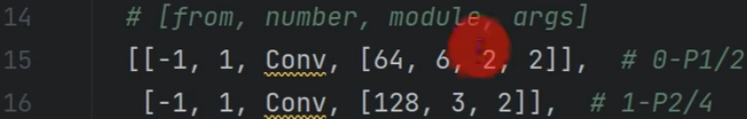 14 # [from, number, module, args]
15 [[-1, 1, Conv, [64, 6, 2, 2]], # 0-P1/2
16 [-1, 1, Conv, [128, 3, 2]], # 1-P2/4